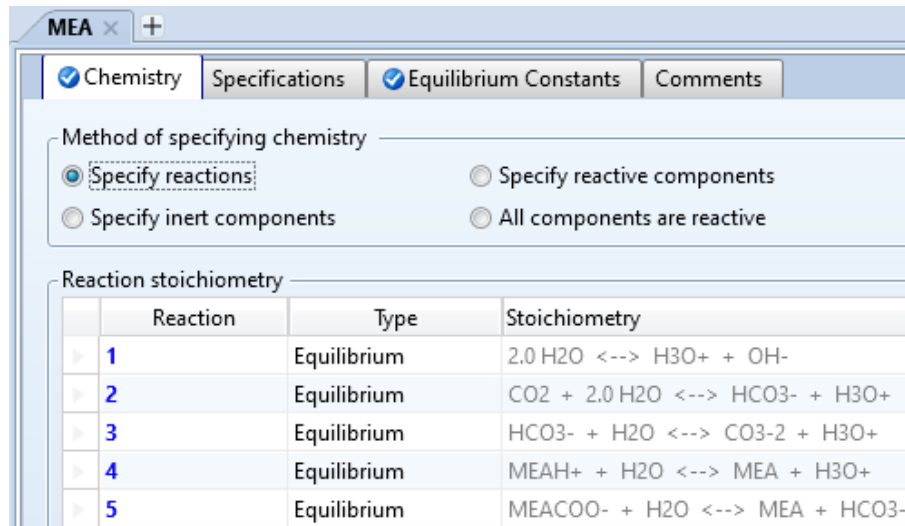 MEA × +
Chemistry Specifications Equilibrium Constants Comments
Method of specifying chemistry
Specify reactions Specify reactive components
Specify inert components All components are reactive
Reaction stoichiometry
Reaction Type Stoichiometry
1 Equilibrium 2.0 H2O <--> H3O+ + OH-
2 Equilibrium CO2 + 2.0 H2O <--> HCO3- + H3O+
3 Equilibrium HCO3- + H2O <--> CO3-2 + H3O+
4 Equilibrium MEAH+ + H2O <--> MEA + H3O+
5 Equilibrium MEACOO- + H2O <--> MEA + HCO3-